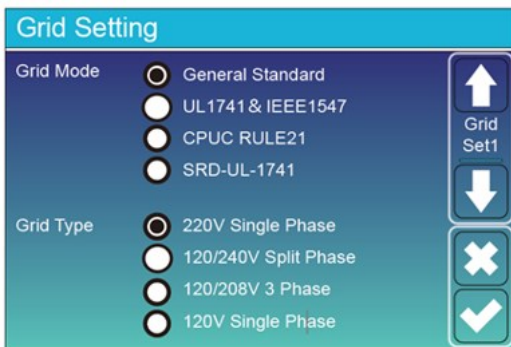 Grid Setting
Grid Mode
General Standard
UL1741 & IEEE1547
CPUC RULE21
SRD-UL-1741
Grid Type
220V Single Phase
120/240V Split Phase
120/208V 3 Phase
120V Single Phase
Grid
Set1